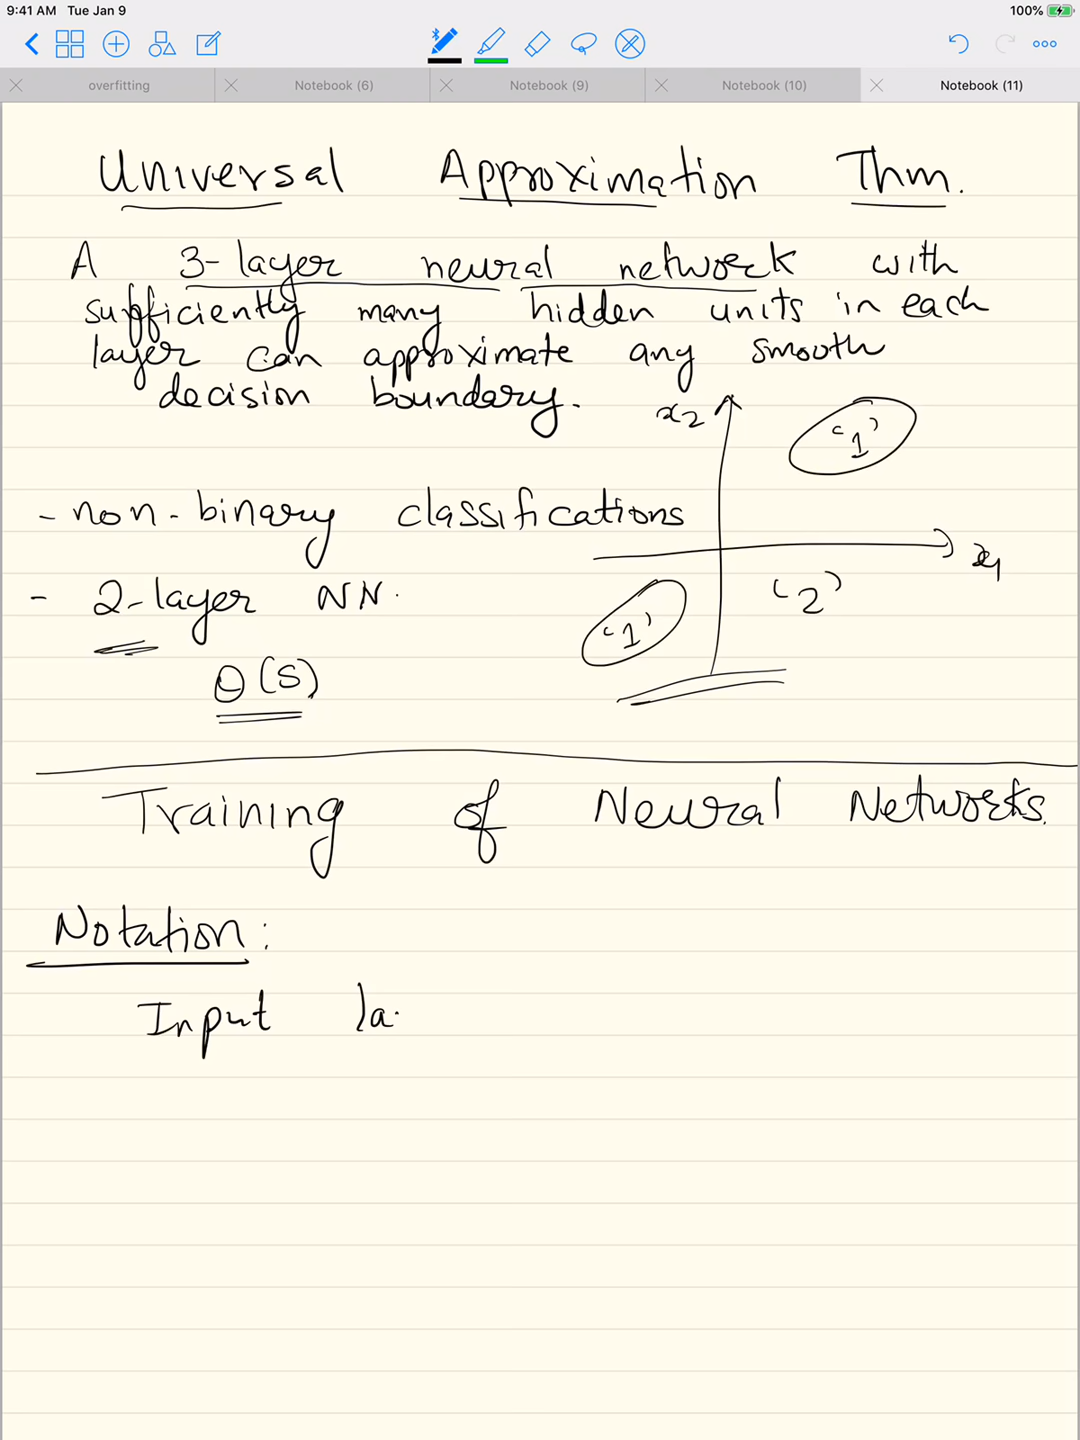 9:41 AM Tue Jan 9 100%
overfitting Notebook (6) Notebook (9) Notebook (10) Notebook (11)
Universal Approximation Thm.
A 3-layer neural network with
sufficiently many hidden units in each
layer can approximate any smooth
decision boundary.
x2
'1'
- non-binary classifications
x1
- 2-layer NN.
'2'
'1'
θ(s)
Training of Neural Networks.
Notation:
Input la